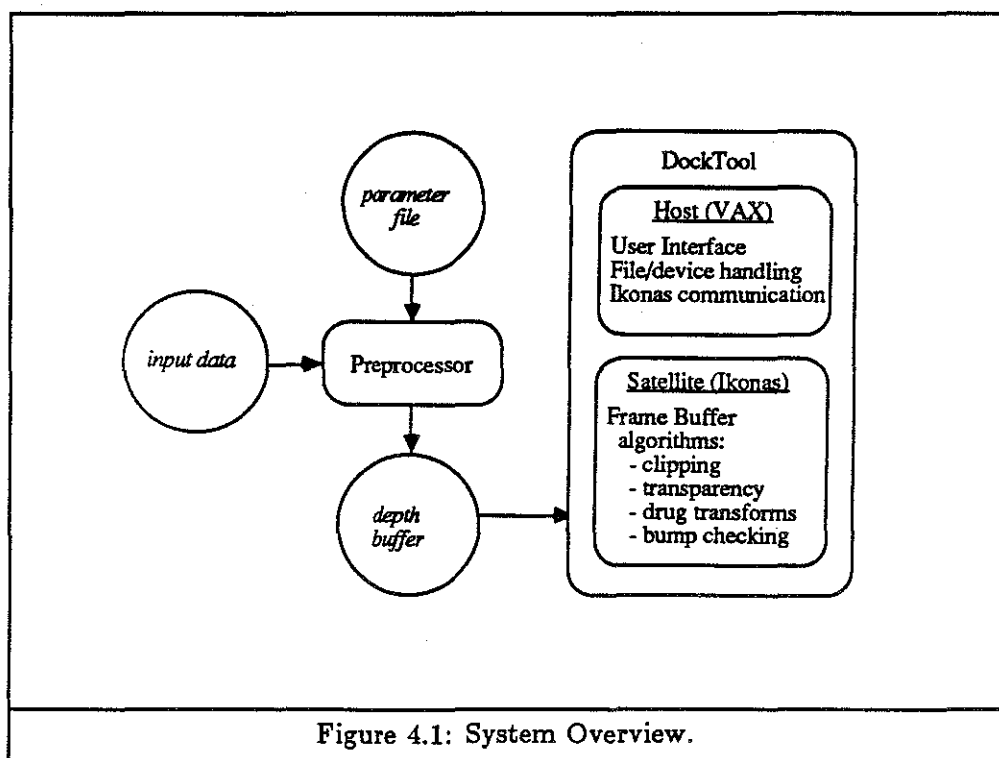 parameter
file
input data
Preprocessor
depth
buffer
DockTool
Host (VAX)
User Interface
File/device handling
Ikonas communication
Satellite (Ikonas)
Frame Buffer
algorithms:
- clipping
- transparency
- drug transforms
- bump checking
Figure 4.1: System Overview.